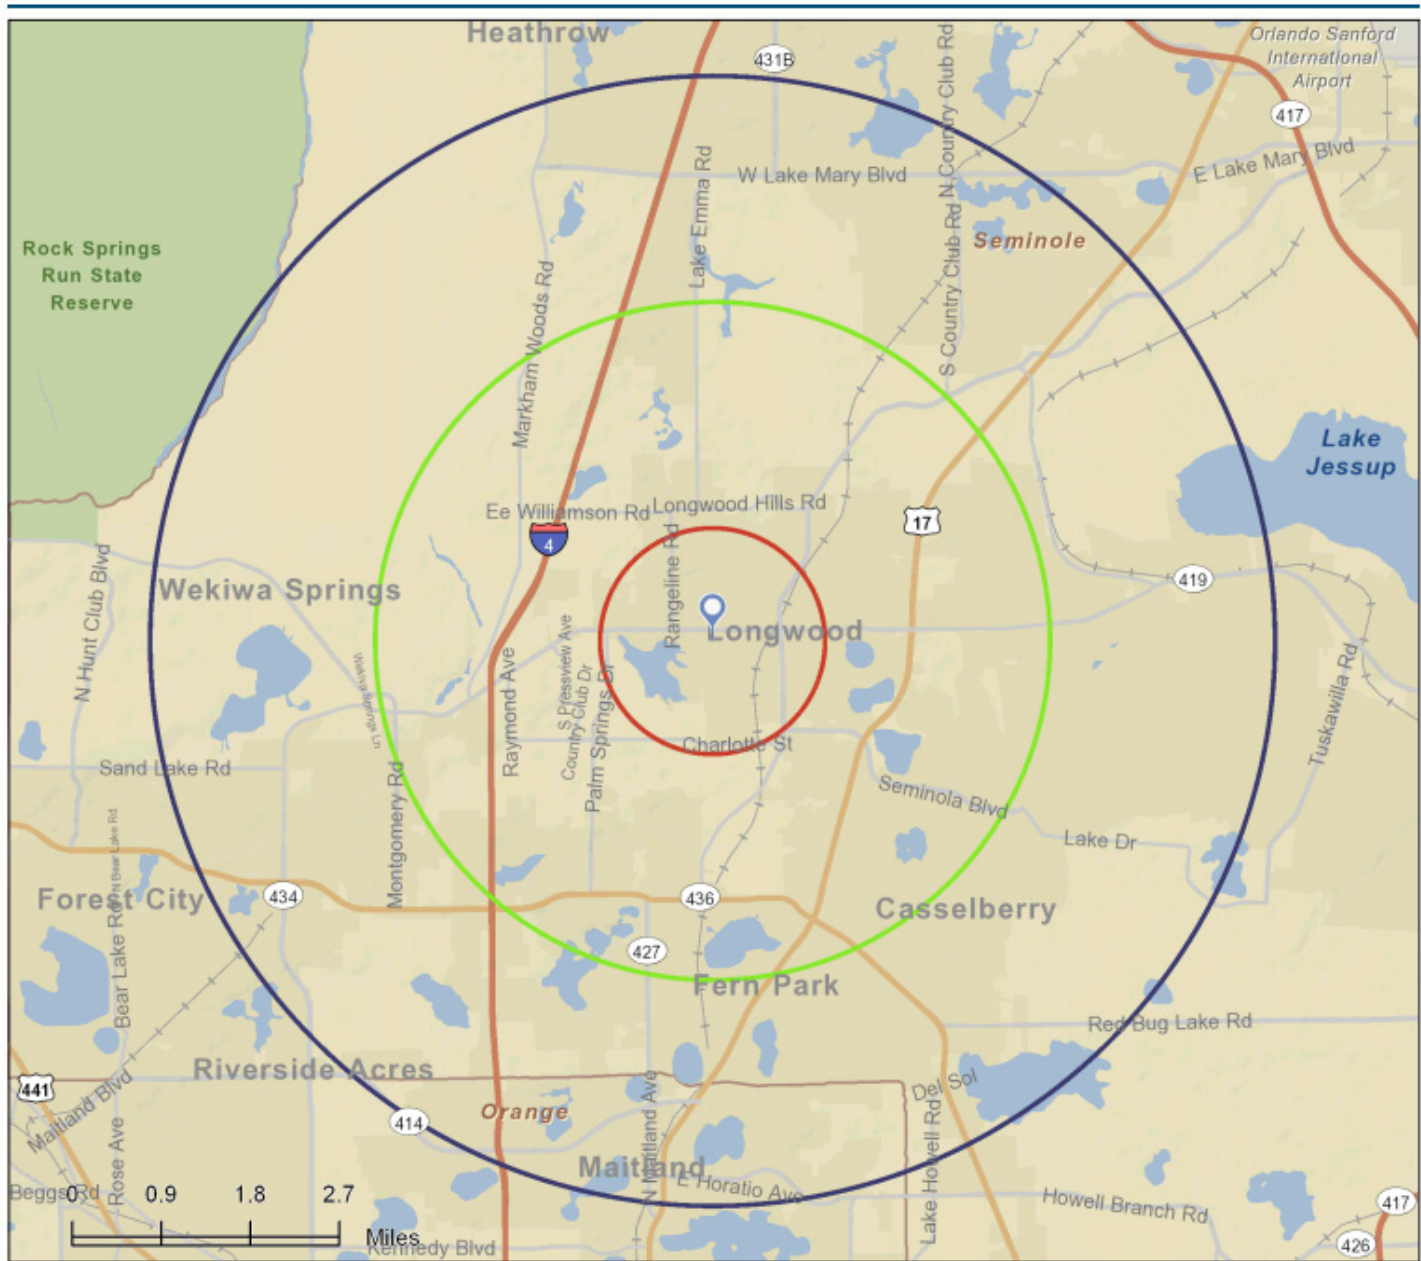 Heathrow
431B
Orlando Sanford
International
Airport
417
N Country Club Rd
E Lake Mary Blvd
W Lake Mary Blvd
Lake Emma Rd
Rock Springs
Run State
Reserve
Seminole
S Country Club Rd
Markham Woods Rd
Lake
Jessup
Ee Williamson Rd
Longwood Hills Rd
4
17
Rangeline Rd
419
N Hunt Club Blvd
Wekiwa Springs
Longwood
Wekiva Springs Ln
Raymond Ave
S Pressview Ave
Country Club Dr
Palm Springs Dr
Tuskawilla Rd
Charlotte St
Sand Lake Rd
Montgomery Rd
Seminola Blvd
Lake Dr
N Bear Lake Rd
Forest City
434
436
Casselberry
Bear Lake Rd
427
Fern Park
Red Bug Lake Rd
Riverside Acres
441
Maitland Blvd
Del Sol
Orange
414
N Maitland Ave
Lake Howell Rd
Rose Ave
Maitland
E Horatio Ave
Beggs Rd
0 0.9 1.8 2.7
Miles
Howell Branch Rd
417
Kennedy Blvd
426